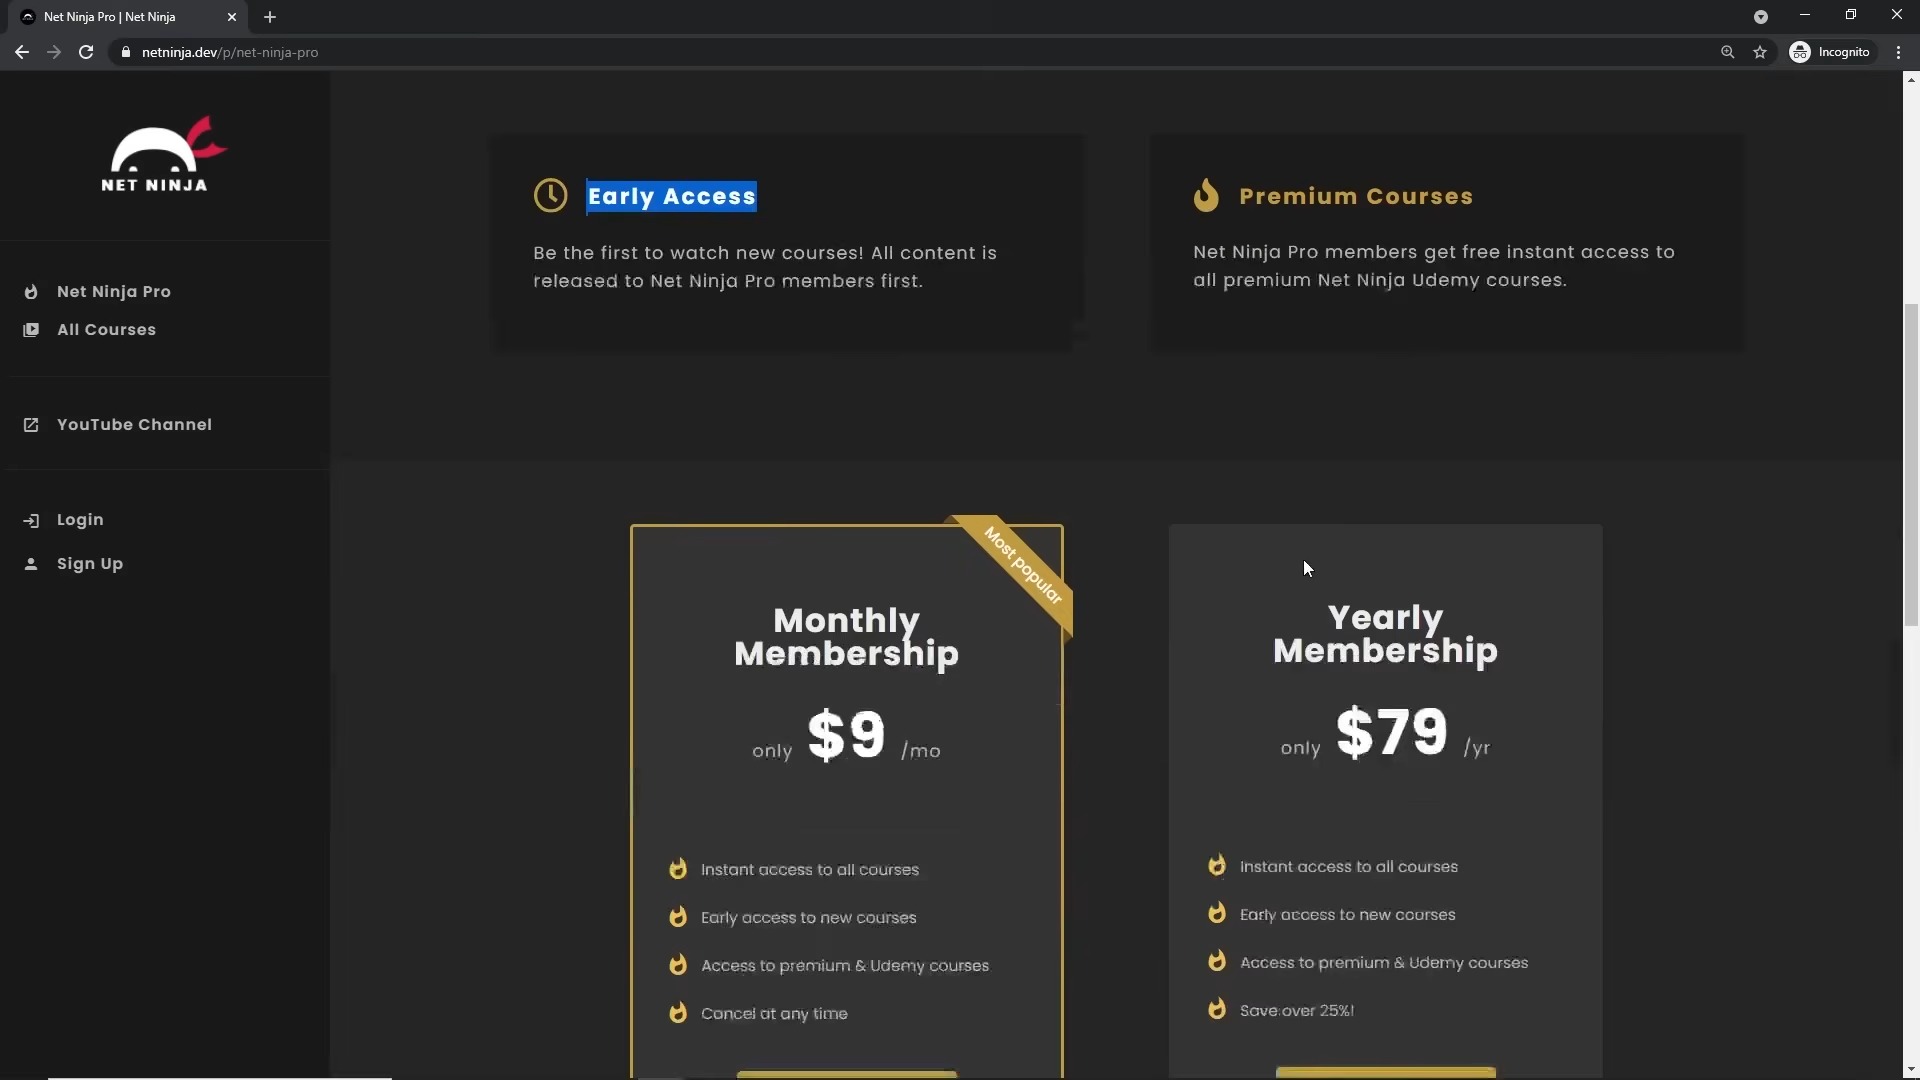 Net Ninja Pro | Net Ninja
netninja.dev/p/net-ninja-pro
Incognito
NET NINJA
Net Ninja Pro
All Courses
YouTube Channel
Login
Sign Up
Early Access
Be the first to watch new courses! All content is
released to Net Ninja Pro members first.
Premium Courses
Net Ninja Pro members get free instant access to
all premium Net Ninja Udemy courses.
Most popular
Monthly
Membership
only $9 /mo
Instant access to all courses
Early access to new courses
Access to premium & Udemy courses
Cancel at any time
Yearly
Membership
only $79 /yr
Instant access to all courses
Early access to new courses
Access to premium & Udemy courses
Save over 25%!